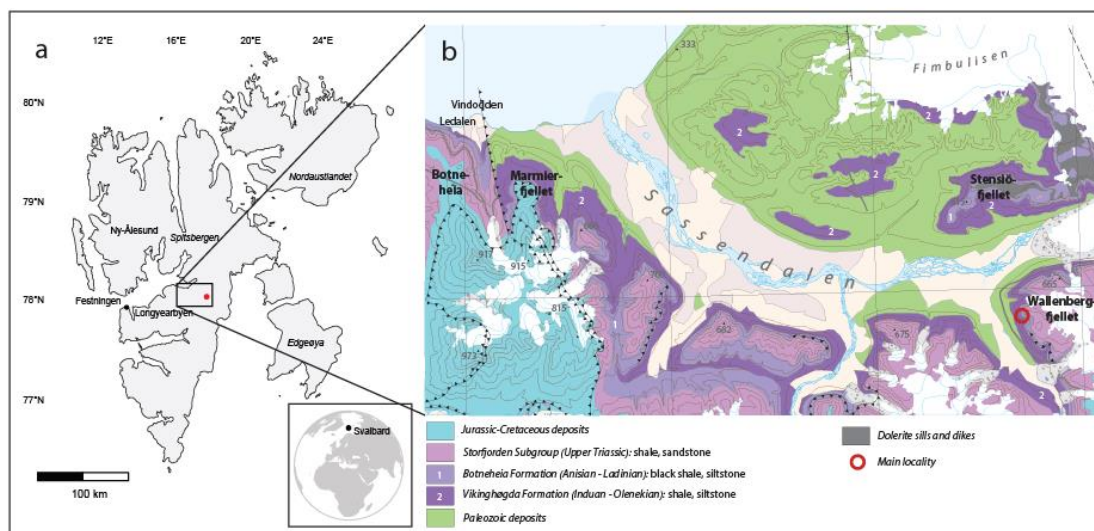 a
12°E 16°E 20°E 24°E
80°N
79°N
78°N
77°N
Nordaustlandet
Ny-Ålesund
Spitsbergen
Festningen
Longyearbyen
Edgeøya
Svalbard
100 km
b
333
Fimbulisen
Vindodden
Ledalen
Botne-
heia
Marmier-
fjellet
2
2
2
2
2
2
Stensiö-
fjellet
1
1
2
Sassendalen
917
915
815
973
1
682
675
665
Wallenberg-
fjellet
2
Jurassic-Cretaceous deposits
Storfjorden Subgroup (Upper Triassic): shale, sandstone
1 Botneheia Formation (Anisian - Ladinian): black shale, siltstone
2 Vikinghøgda Formation (Induan - Olenekian): shale, siltstone
Paleozoic deposits
Dolerite sills and dikes
Main locality